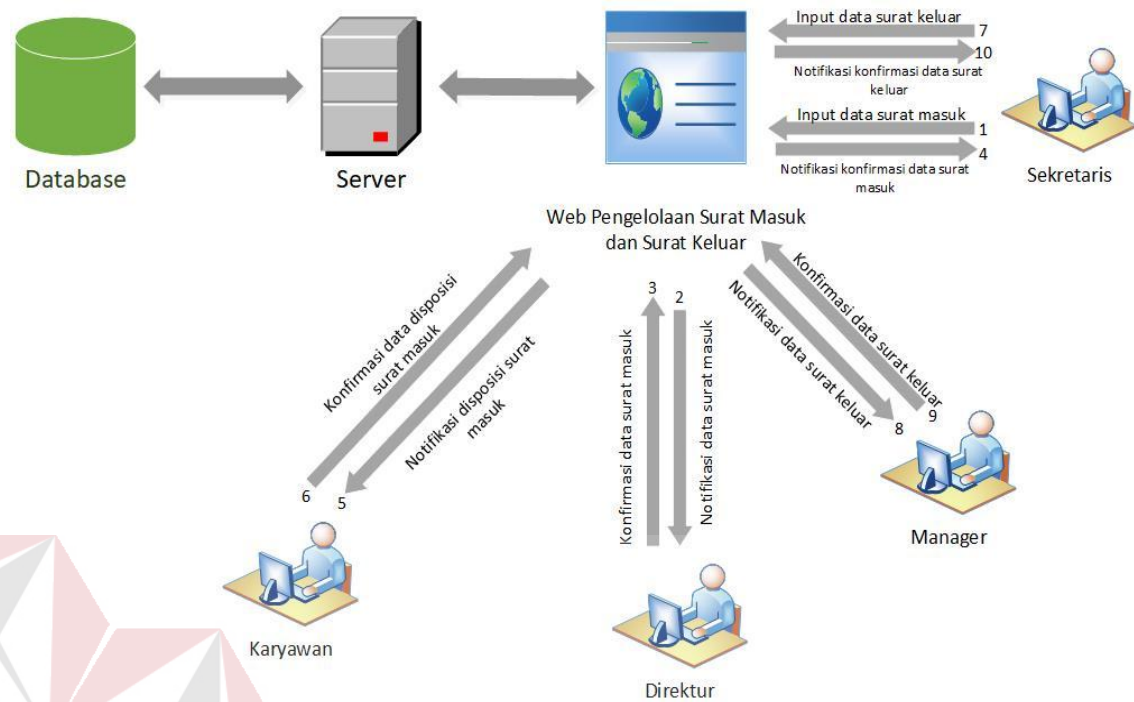 Input data surat keluar
7
10
Notifikasi konfirmasi data surat
keluar
Input data surat masuk
1
4
Notifikasi konfirmasi data surat
masuk
Database
Server
Sekretaris
Web Pengelolaan Surat Masuk
dan Surat Keluar
Konfirmasi data disposisi
surat masuk
Notifikasi disposisi surat
masuk
6
5
Karyawan
3
2
Konfirmasi data surat masuk
Notifikasi data surat masuk
Direktur
Konfirmasi data surat keluar
Notifikasi data surat keluar
8
9
Manager